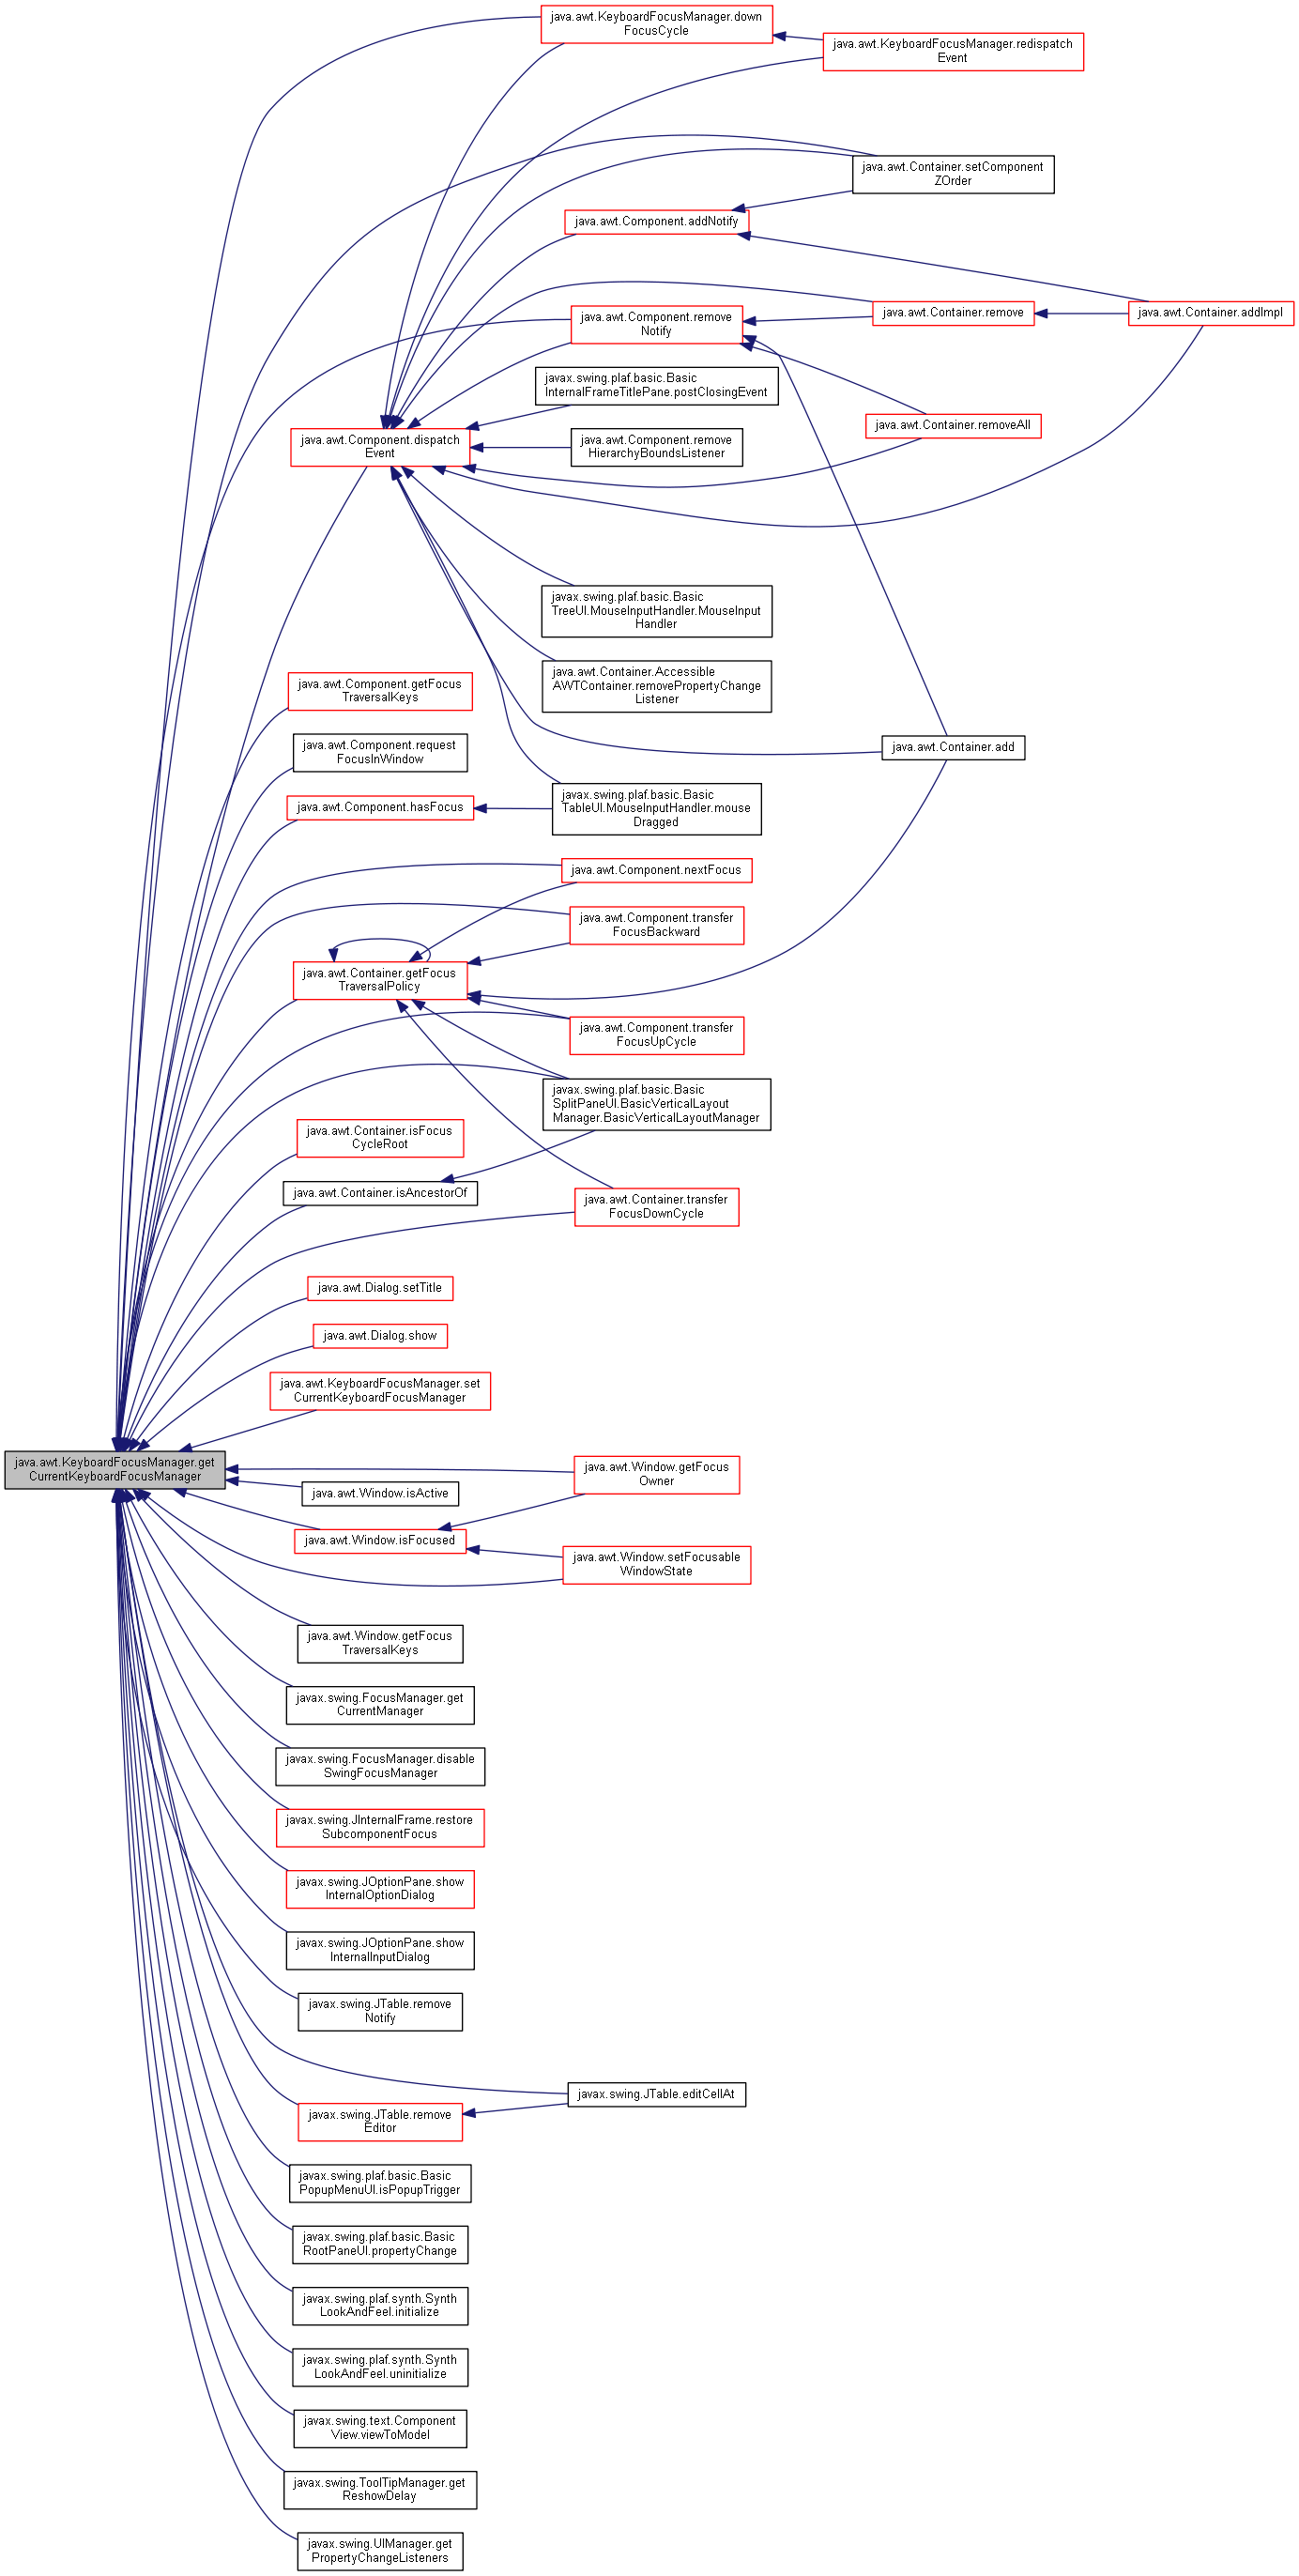 java.awt.KeyboardFocusManager.down
FocusCycle
java.awt.KeyboardFocusManager.redispatch
Event
java.awt.Container.setComponent
ZOrder
java.awt.Component.addNotify
java.awt.Component.remove
Notify
java.awt.Container.remove
java.awt.Container.addImpl
javax.swing.plaf.basic.Basic
InternalFrameTitlePane.postClosingEvent
java.awt.Container.removeAll
java.awt.Component.dispatch
Event
java.awt.Component.remove
HierarchyBoundsListener
javax.swing.plaf.basic.Basic
TreeUI.MouseInputHandler.MouseInput
Handler
java.awt.Container.Accessible
AWTContainer.removePropertyChange
Listener
java.awt.Component.getFocus
TraversalKeys
java.awt.Component.request
FocusInWindow
java.awt.Container.add
java.awt.Component.hasFocus
javax.swing.plaf.basic.Basic
TableUI.MouseInputHandler.mouse
Dragged
java.awt.Component.nextFocus
java.awt.Component.transfer
FocusBackward
java.awt.Container.getFocus
TraversalPolicy
java.awt.Component.transfer
FocusUpCycle
javax.swing.plaf.basic.Basic
SplitPaneUI.BasicVerticalLayout
Manager.BasicVerticalLayoutManager
java.awt.Container.isFocus
CycleRoot
java.awt.Container.isAncestorOf
java.awt.Container.transfer
FocusDownCycle
java.awt.Dialog.setTitle
java.awt.Dialog.show
java.awt.KeyboardFocusManager.set
CurrentKeyboardFocusManager
java.awt.KeyboardFocusManager.get
CurrentKeyboardFocusManager
java.awt.Window.getFocus
Owner
java.awt.Window.isActive
java.awt.Window.isFocused
java.awt.Window.setFocusable
WindowState
java.awt.Window.getFocus
TraversalKeys
javax.swing.FocusManager.get
CurrentManager
javax.swing.FocusManager.disable
SwingFocusManager
javax.swing.JInternalFrame.restore
SubcomponentFocus
javax.swing.JOptionPane.show
InternalOptionDialog
javax.swing.JOptionPane.show
InternalInputDialog
javax.swing.JTable.remove
Notify
javax.swing.JTable.editCellAt
javax.swing.JTable.remove
Editor
javax.swing.plaf.basic.Basic
PopupMenuUI.isPopupTrigger
javax.swing.plaf.basic.Basic
RootPaneUI.propertyChange
javax.swing.plaf.synth.Synth
LookAndFeel.initialize
javax.swing.plaf.synth.Synth
LookAndFeel.uninitialize
javax.swing.text.Component
View.viewToModel
javax.swing.ToolTipManager.get
ReshowDelay
javax.swing.UIManager.get
PropertyChangeListeners